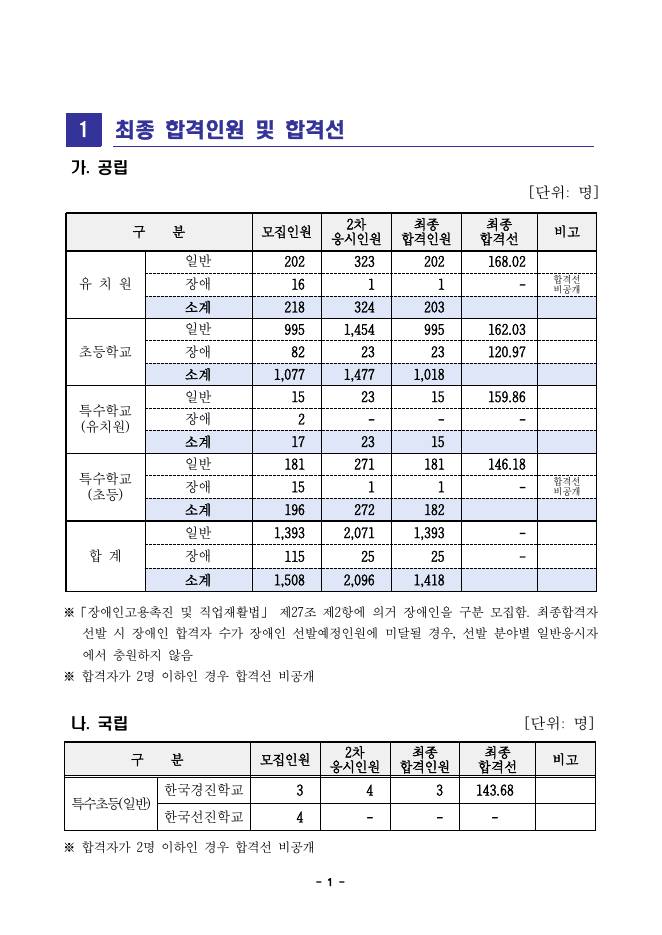 1 최종 합격인원 및 합격선
가. 공립
[단위: 명]
구 분 모집인원 2차 응시인원 최종 합격인원 최종 합격선 비고
유 치 원 일반 202 323 202 168.02
장애 16 1 1 - 합격선 비공개
소계 218 324 203
초등학교 일반 995 1,454 995 162.03
장애 82 23 23 120.97
소계 1,077 1,477 1,018
특수학교 (유치원) 일반 15 23 15 159.86
장애 2 - - -
소계 17 23 15
특수학교 (초등) 일반 181 271 181 146.18
장애 15 1 1 - 합격선 비공개
소계 196 272 182
합 계 일반 1,393 2,071 1,393 -
장애 115 25 25 -
소계 1,508 2,096 1,418
※「장애인고용촉진 및 직업재활법」 제27조 제2항에 의거 장애인을 구분 모집함. 최종합격자
선발 시 장애인 합격자 수가 장애인 선발예정인원에 미달될 경우, 선발 분야별 일반응시자
에서 충원하지 않음
※ 합격자가 2명 이하인 경우 합격선 비공개
나. 국립
[단위: 명]
구 분 모집인원 2차 응시인원 최종 합격인원 최종 합격선 비고
특수초등(일반) 한국경진학교 3 4 3 143.68
한국선진학교 4 - - -
※ 합격자가 2명 이하인 경우 합격선 비공개
- 1 -